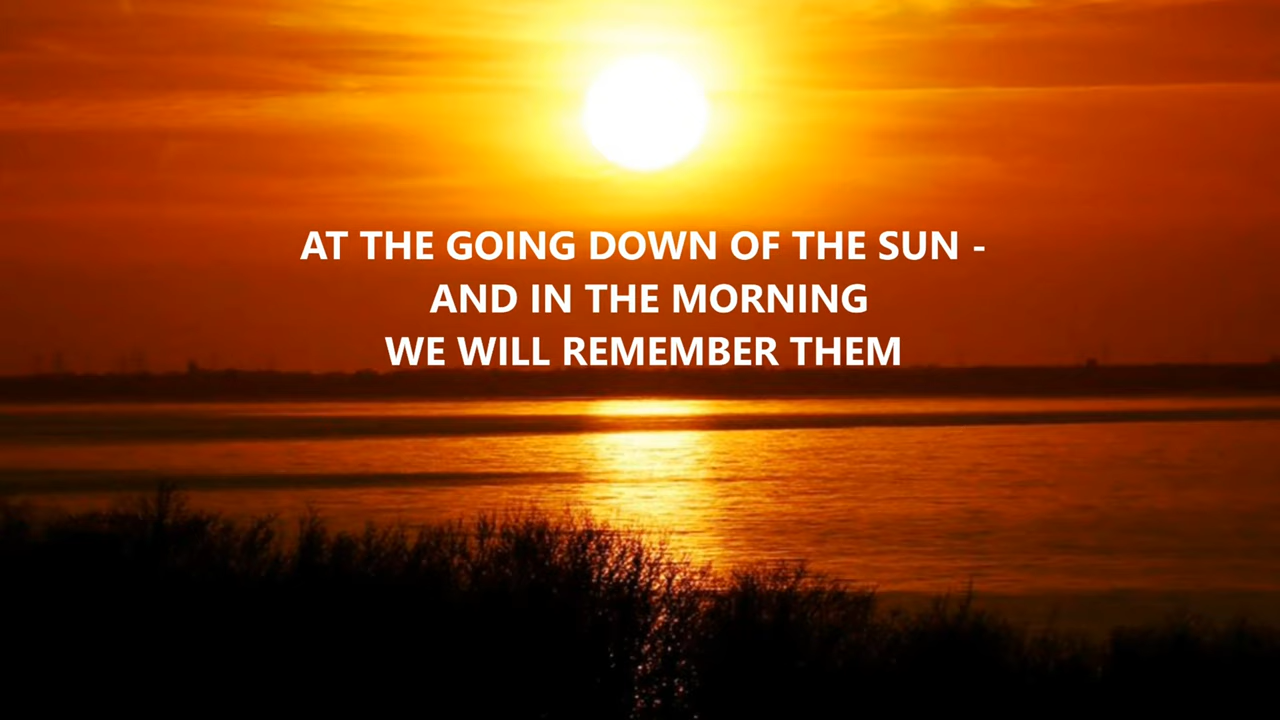 AT THE GOING DOWN OF THE SUN -
AND IN THE MORNING
WE WILL REMEMBER THEM